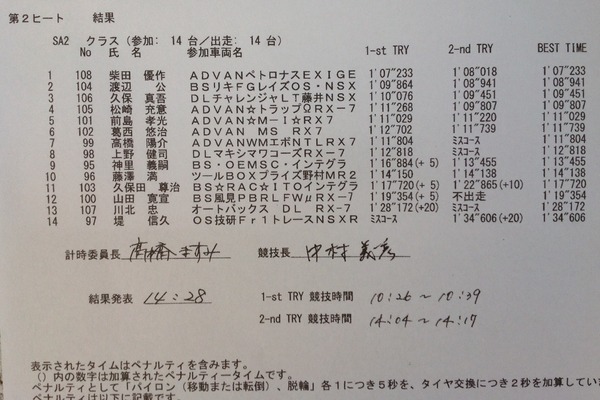 第2ヒート 結果
SA2 クラス（参加: 14 台/出走: 14 台）
No 氏 名 参加車両名 1-st TRY 2-nd TRY BEST TIME
1 108 柴田 優作 ADVANペトロナスEXIGE 1'07"233 1'08"018 1'07"233
2 104 渡辺 公 BSリキFGレイズOS・NSX 1'09"864 1'08"941 1'08"941
3 106 久保 真吾 DLチャレンジャLT藤井NSX 1'10"076 1'09"451 1'09"451
4 105 松崎 充意 ADVAN☆トラップQRX-7 1'11"268 1'09"807 1'09"807
5 101 前島 孝光 ADVAN☆M-I☆RX7 1'11"029 1'11"220 1'11"029
6 102 葛西 悠治 ADVAN MS RX7 1'12"702 1'11"739 1'11"739
7 99 高橋 陽介 ADVANWMエボNTLRX7 1'11"804 ミスコース 1'11"804
8 98 上野 健司 DLマキシマワコーズRX-7 1'12"818 ミスコース 1'12"818
9 95 神里 義嗣 BS・OEMSC・インテグラ 1'16"884(+ 5) 1'13"455 1'13"455
10 96 藤澤 満 ツールBOXプライズ野村MR2 1'14"150 1'14"138 1'14"138
11 103 久保田 尊治 BS☆RAC☆ITOインテグラ 1'17"720(+ 5) 1'22"865(+10) 1'17"720
12 100 山田 寛宣 BS風見PBRLFWμRX-7 1'19"354(+ 5) 不出走 1'19"354
13 107 川北 忠 オートバックス DL RX-7 1'28"172(+20) ミスコース 1'28"172
14 97 堤 信久 OS技研Fr1トレースNSXR ミスコース 1'34"606(+20) 1'34"606
計時委員長 高橋ますみ 競技長 中村 義彦
結果発表 14:28 1-st TRY 競技時間 10:26 〜 10:39
2-nd TRY 競技時間 14:04 〜 14:17
表示されたタイムはペナルティを含みます。
（）内の数字は加算されたペナルティータイムです。
ペナルティとして「パイロン（移動または転倒）、脱輪」各1につき5秒を、タイヤ交換につき2秒を加算してい
ペナルティは以下に記載です。